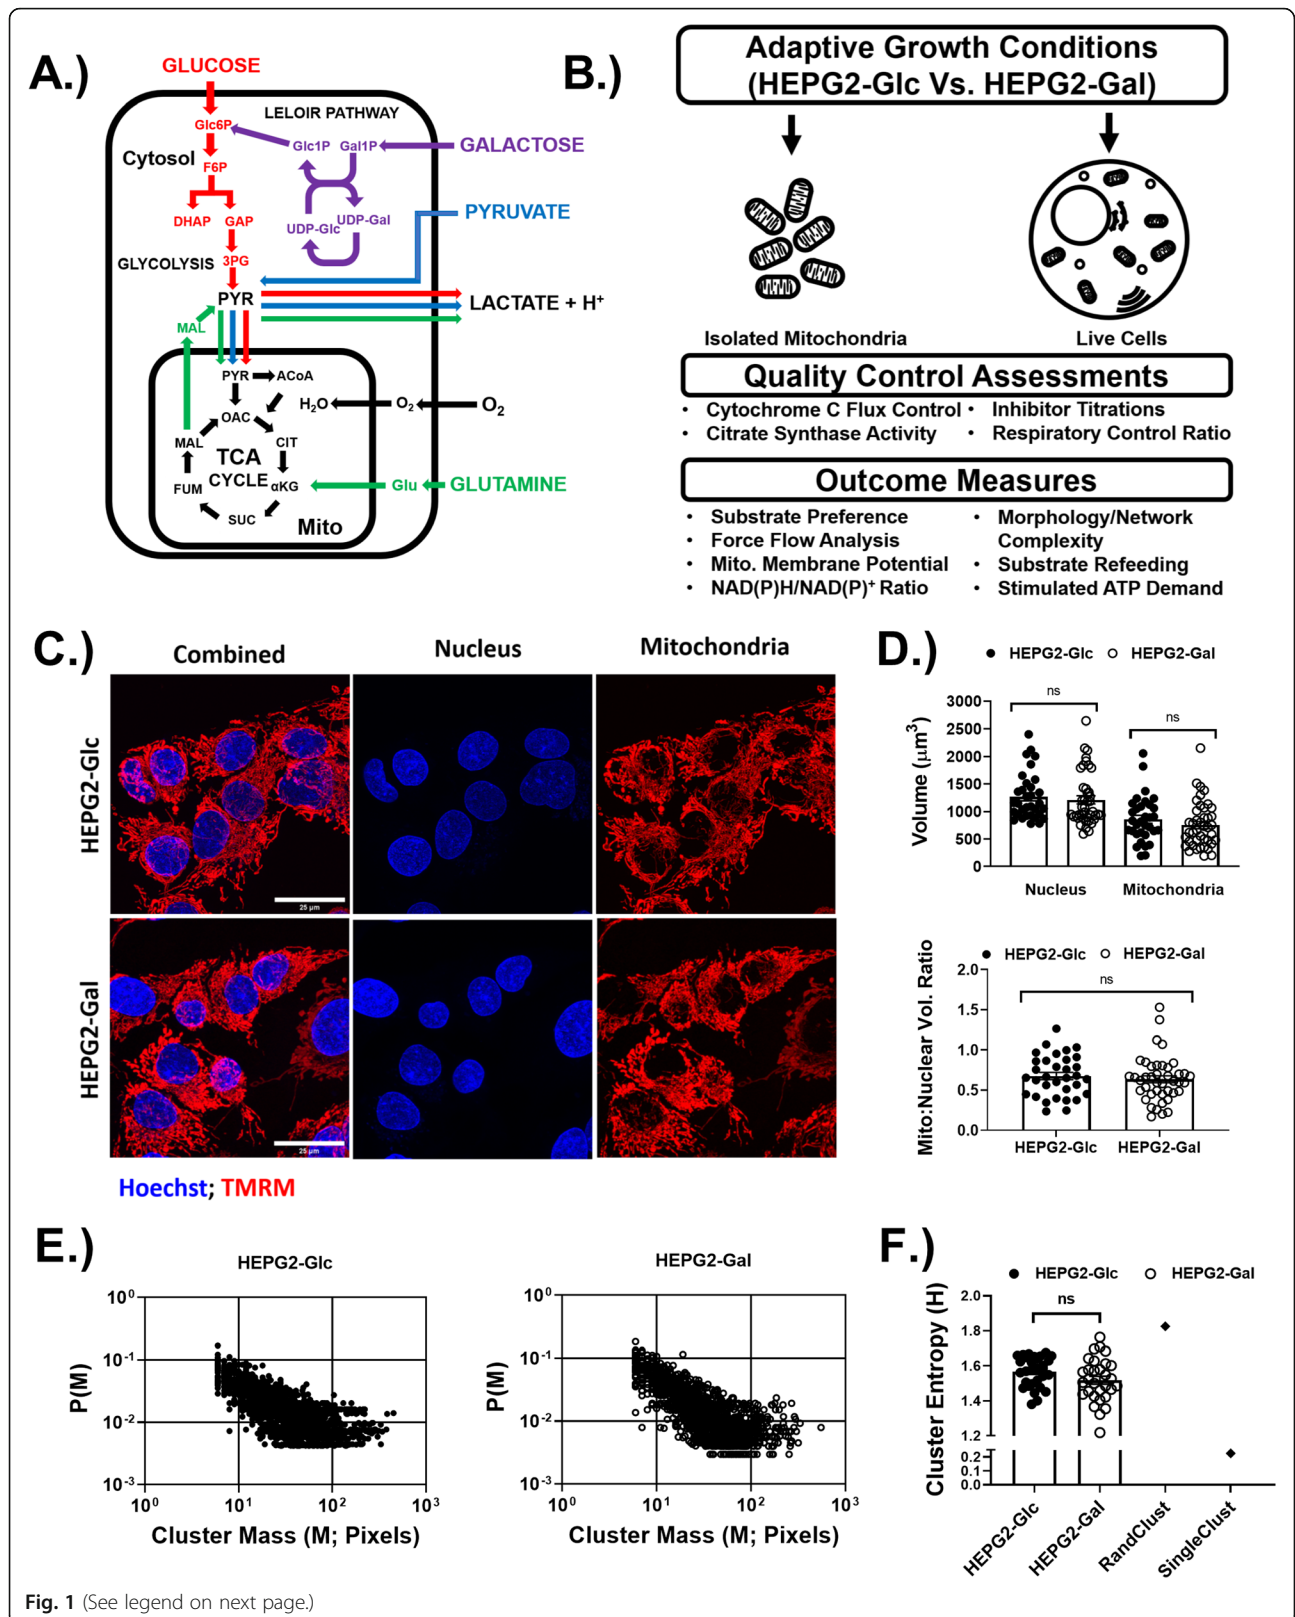 A.)
GLUCOSE
LELOIR PATHWAY
Glc6P
Glc1P Gal1P
GALACTOSE
Cytosol
F6P
DHAP GAP
UDP-Glc UDP-Gal
PYRUVATE
GLYCOLYSIS
3PG
PYR
LACTATE + H⁺
MAL
PYR ACoA
H₂O O₂ O₂
OAC
MAL CIT
TCA
CYCLE
FUM αKG
Glu GLUTAMINE
SUC
Mito
B.)
Adaptive Growth Conditions
(HEPG2-Glc Vs. HEPG2-Gal)
Isolated Mitochondria
Live Cells
Quality Control Assessments
• Cytochrome C Flux Control
• Citrate Synthase Activity
• Inhibitor Titrations
• Respiratory Control Ratio
Outcome Measures
• Substrate Preference
• Force Flow Analysis
• Mito. Membrane Potential
• NAD(P)H/NAD(P)⁺ Ratio
• Morphology/Network
Complexity
• Substrate Refeeding
• Stimulated ATP Demand
C.)
Combined Nucleus Mitochondria
HEPG2-Glc
25 µm
HEPG2-Gal
25 µm
Hoechst; TMRM
D.)
HEPG2-Glc HEPG2-Gal
Volume (µm³)
3000
2500
2000
1500
1000
500
0
ns
ns
Nucleus Mitochondria
HEPG2-Glc HEPG2-Gal
Mito:Nuclear Vol. Ratio
2.0
1.5
1.0
0.5
0.0
ns
HEPG2-Glc HEPG2-Gal
E.)
HEPG2-Glc
P(M)
10⁰
10⁻¹
10⁻²
10⁻³
10⁰ 10¹ 10² 10³
Cluster Mass (M; Pixels)
HEPG2-Gal
P(M)
10⁰
10⁻¹
10⁻²
10⁻³
10⁰ 10¹ 10² 10³
Cluster Mass (M; Pixels)
F.)
HEPG2-Glc HEPG2-Gal
Cluster Entropy (H)
2.0
1.8
1.6
1.4
1.2
0.2
0.1
0.0
ns
HEPG2-Glc
HEPG2-Gal
RandClust
SingleClust
Fig. 1 (See legend on next page.)